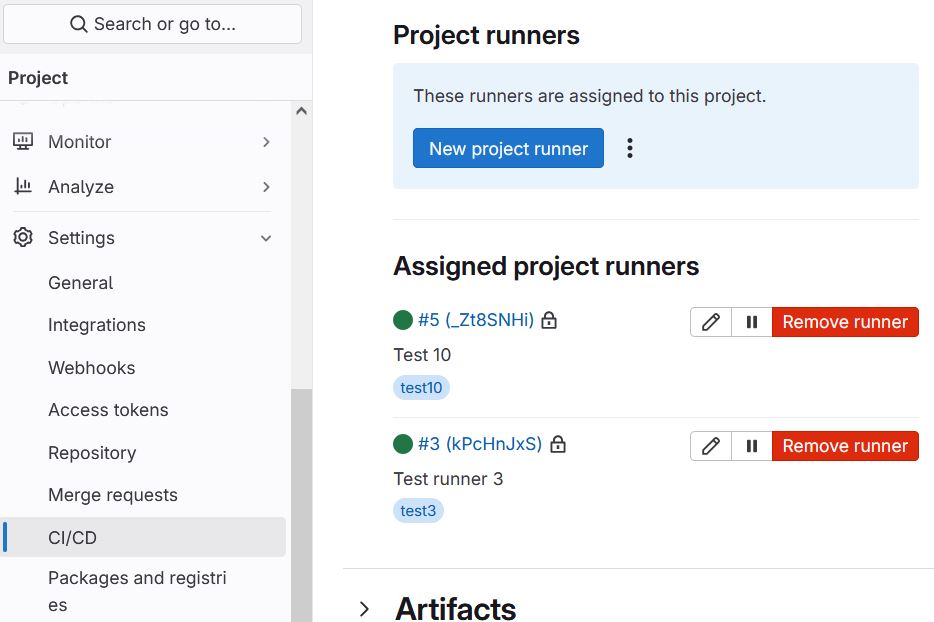 Search or go to...
Project
Monitor
Analyze
Settings
General
Integrations
Webhooks
Access tokens
Repository
Merge requests
CI/CD
Packages and registri
es
Project runners
These runners are assigned to this project.
New project runner
Assigned project runners
#5 (_Zt8SNHi)
Remove runner
Test 10
test10
#3 (kPcHnJxS)
Remove runner
Test runner 3
test3
Artifacts